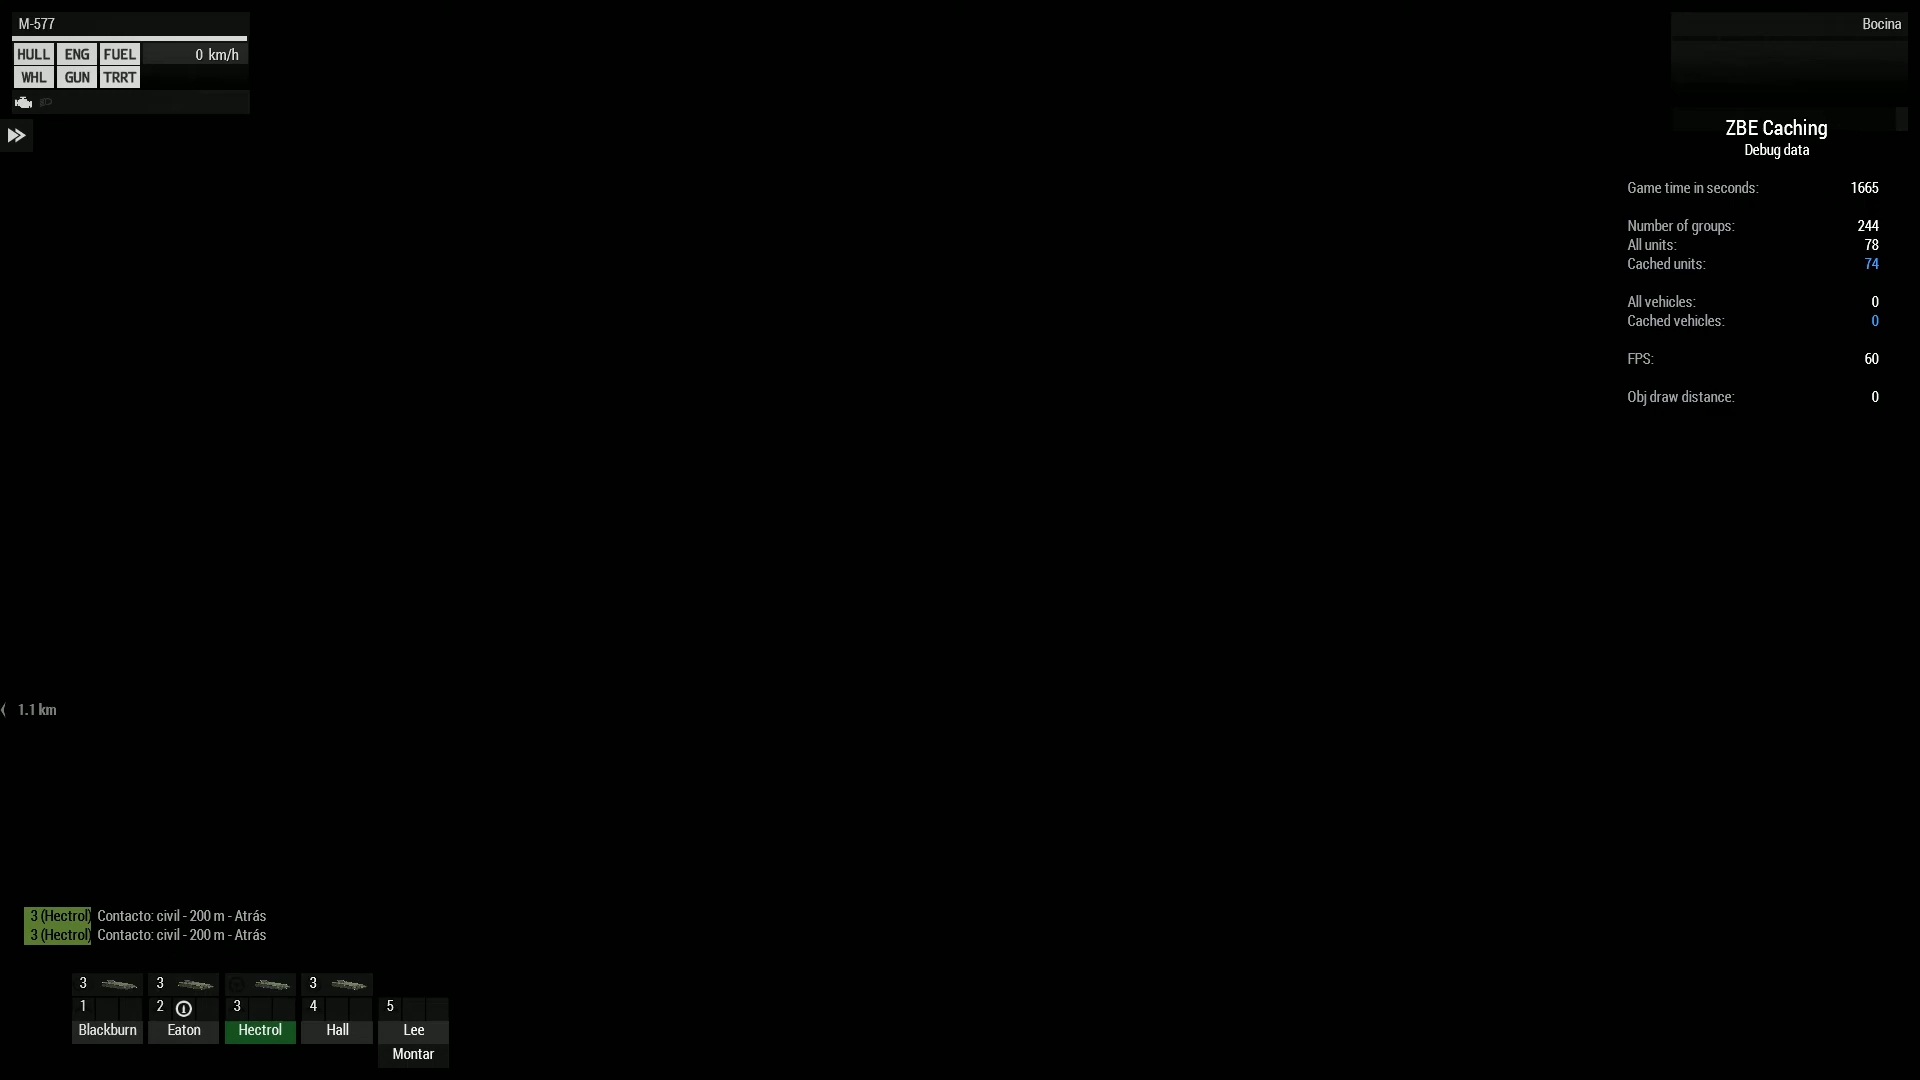 M-577
HULL ENG FUEL 0 km/h
WHL GUN TRRT
Bocina
ZBE Caching
Debug data
Game time in seconds: 1665
Number of groups: 244
All units: 78
Cached units: 74
All vehicles: 0
Cached vehicles: 0
FPS: 60
Obj draw distance: 0
1.1 km
3 (Hectrol) Contacto: civil - 200 m - Atrás
3 (Hectrol) Contacto: civil - 200 m - Atrás
3 3 3
1 2 3 4 5
Blackburn Eaton Hectrol Hall Lee
Montar